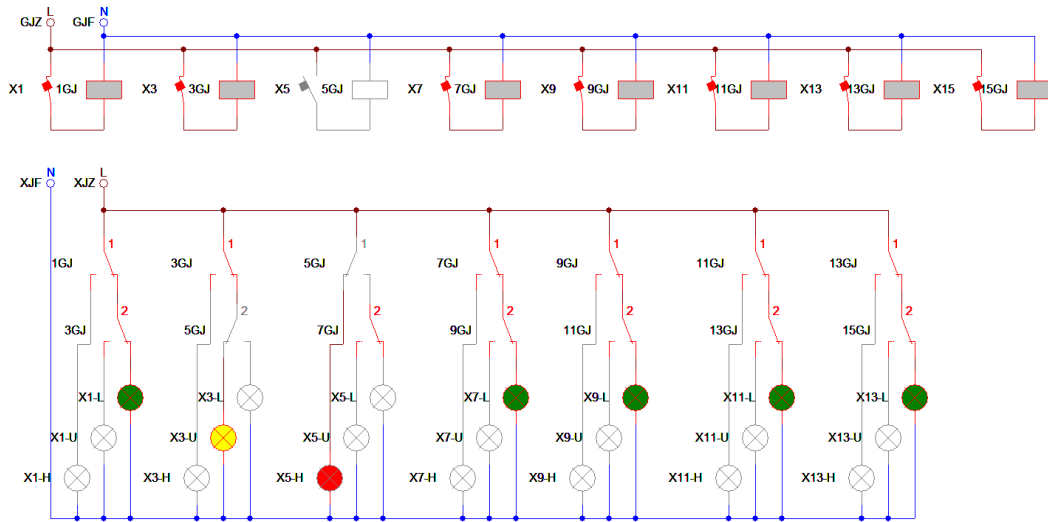 L N
GJZ GJF
X1 1GJ X3 3GJ X5 5GJ X7 7GJ X9 9GJ X11 11GJ X13 13GJ X15 15GJ
N L
XJF XJZ
1 1 1 1 1 1 1
1GJ 3GJ 5GJ 7GJ 9GJ 11GJ 13GJ
2 2 2 2 2 2 2
3GJ 5GJ 7GJ 9GJ 11GJ 13GJ 15GJ
X1-L X3-L X5-L X7-L X9-L X11-L X13-L
X1-U X3-U X5-U X7-U X9-U X11-U X13-U
X1-H X3-H X5-H X7-H X9-H X11-H X13-H